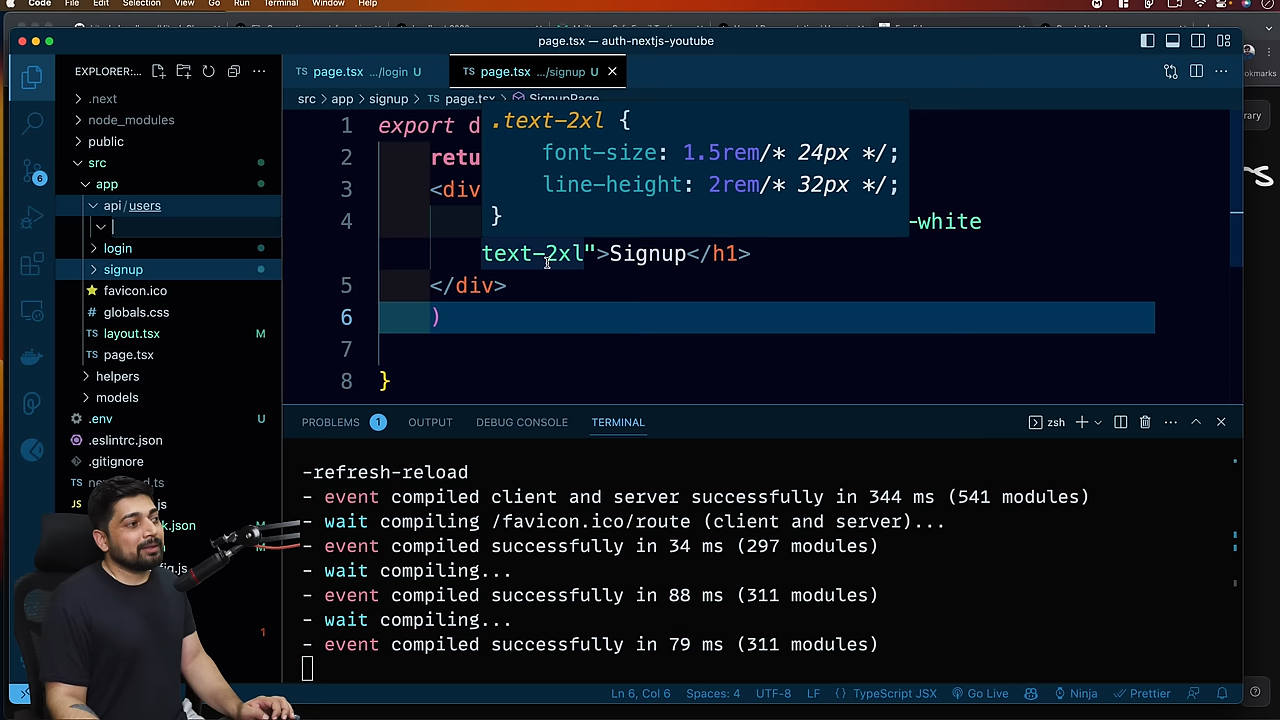 Code File Edit Selection View Go Run Terminal Window Help
page.tsx — auth-nextjs-youtube
EXPLORER:...
page.tsx .../login U
page.tsx .../signup U
src > app > signup > page.tsx > SignupPage
.next
node_modules
public
src
app
api/users
login
signup
favicon.ico
globals.css
layout.tsx M
page.tsx
helpers
models
.env U
.eslintrc.json
.gitignore
6
1
1 export d
2 retu
3 <div
4 -white
text-2xl">Signup</h1>
5 </div>
6 )
7
8 }
.text-2xl {
font-size: 1.5rem/* 24px */;
line-height: 2rem/* 32px */;
}
PROBLEMS 1 OUTPUT DEBUG CONSOLE TERMINAL
zsh
-refresh-reload
- event compiled client and server successfully in 344 ms (541 modules)
- wait compiling /favicon.ico/route (client and server)...
- event compiled successfully in 34 ms (297 modules)
- wait compiling...
- event compiled successfully in 88 ms (311 modules)
- wait compiling...
- event compiled successfully in 79 ms (311 modules)
Ln 6, Col 6 Spaces: 4 UTF-8 LF {} TypeScript JSX Go Live Ninja Prettier